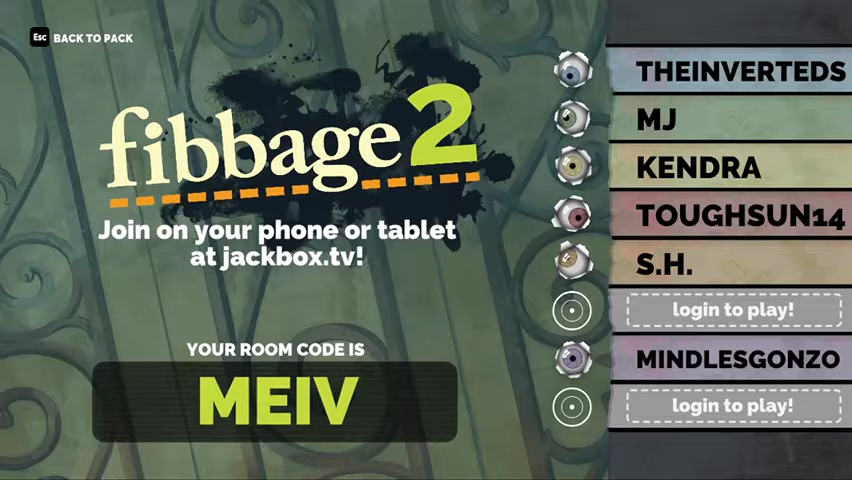 Esc BACK TO PACK
fibbage 2
Join on your phone or tablet
at jackbox.tv!
YOUR ROOM CODE IS
MEIV
THEINVERTEDS
MJ
KENDRA
TOUGHSUN14
S.H.
login to play!
MINDLESGONZO
login to play!